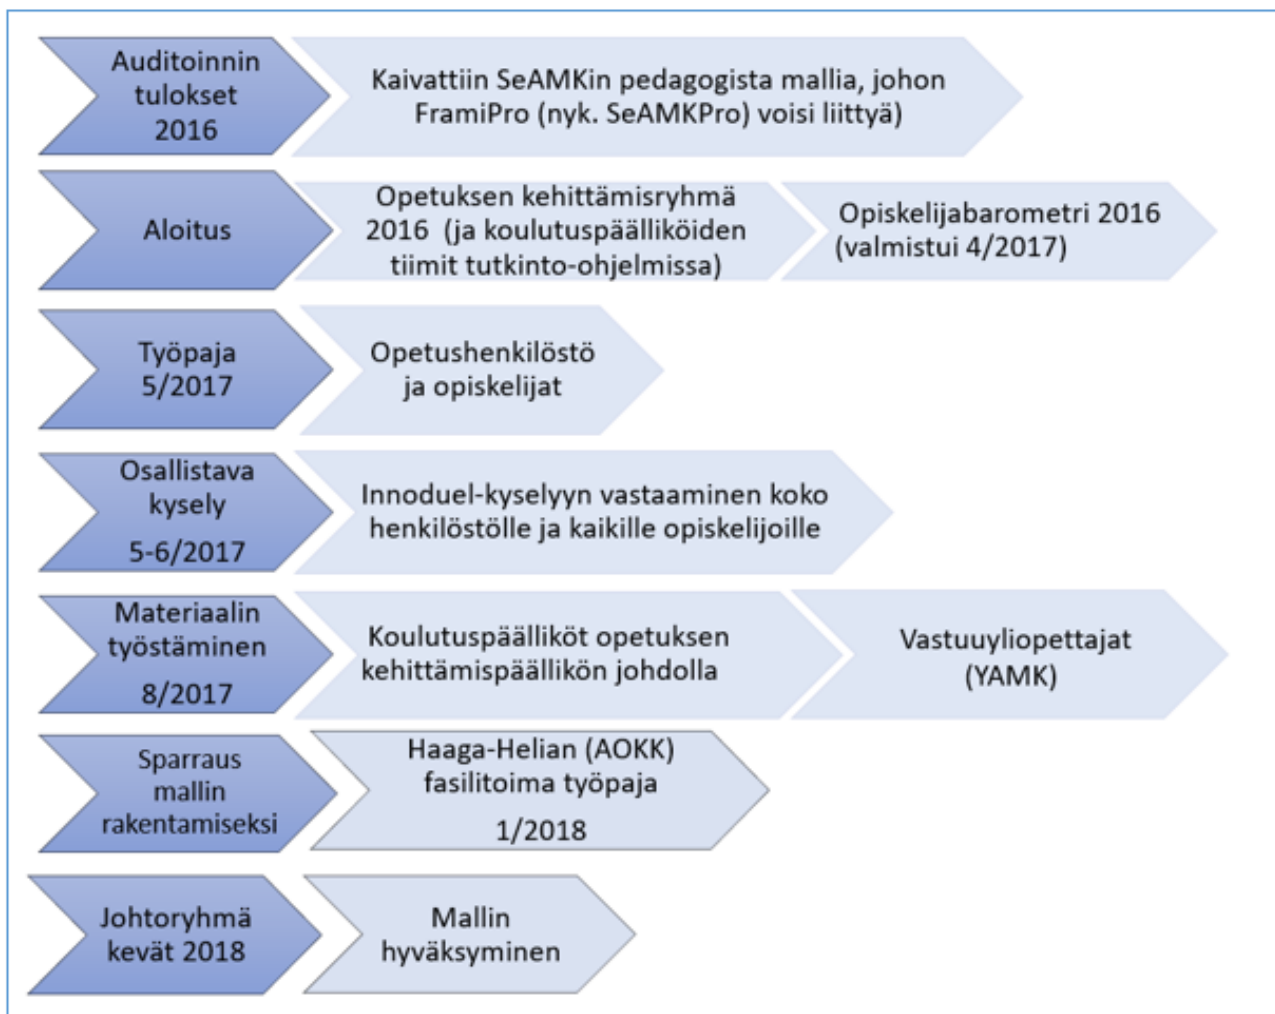 Auditoinnin
tulokset
2016
Kaivattiin SeAMKin pedagogista mallia, johon
FramiPro (nyk. SeAMKPro) voisi liittyä)
Aloitus
Opetuksen kehittämisryhmä
2016 (ja koulutuspäälliköiden
tiimit tutkinto-ohjelmissa)
Opiskelijabarometri 2016
(valmistui 4/2017)
Työpaja
5/2017
Opetushenkilöstö
ja opiskelijat
Osallistava
kysely
5-6/2017
Innoduel-kyselyyn vastaaminen koko
henkilöstölle ja kaikille opiskelijoille
Materiaalin
työstäminen
8/2017
Koulutuspäälliköt opetuksen
kehittämispäällikön johdolla
Vastuuyliopettajat
(YAMK)
Sparraus
mallin
rakentamiseksi
Haaga-Helian (AOKK)
fasilitoima työpaja
1/2018
Johtoryhmä
kevät 2018
Mallin
hyväksyminen